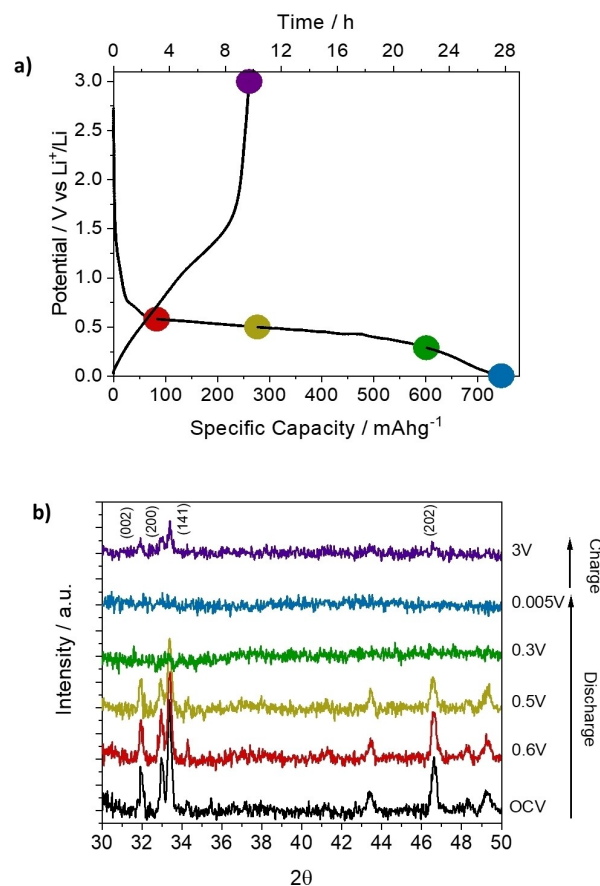 Time / h
0 4 8 12 16 20 24 28
a)
3.0
2.5
2.0
1.5
1.0
0.5
0.0
Potential / V vs Li⁺/Li
0 100 200 300 400 500 600 700
Specific Capacity / mAhg⁻¹
b)
(002) (200) (141) (202)
3V
0.005V
0.3V
0.5V
0.6V
OCV
Charge
Discharge
Intensity / a.u.
30 32 34 36 38 40 42 44 46 48 50
2θ